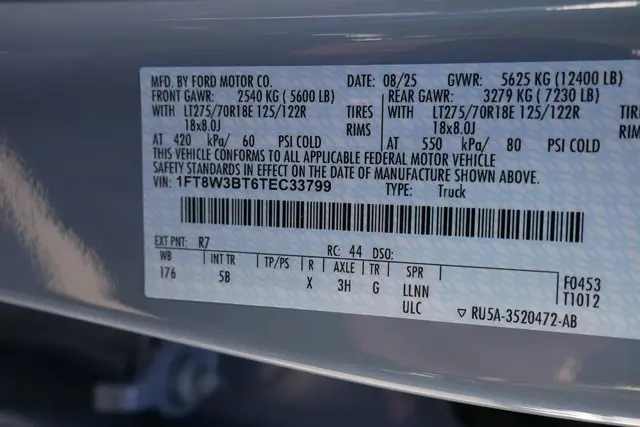 MFD. BY FORD MOTOR CO. DATE: 08/25 GVWR: 5625 KG (12400 LB)
FRONT GAWR: 2540 KG (5600 LB) REAR GAWR: 3279 KG (7230 LB)
WITH LT275/70R18E 125/122R TIRES WITH LT275/70R18E 125/122R TIRES
18x8.0J RIMS 18x8.0J RIMS
AT 420 kPa/ 60 PSI COLD AT 550 kPa/ 80 PSI COLD
THIS VEHICLE CONFORMS TO ALL APPLICABLE FEDERAL MOTOR VEHICLE
SAFETY STANDARDS IN EFFECT ON THE DATE OF MANUFACTURE SHOWN ABOVE.
VIN: 1FT8W3BT6TEC33799 TYPE: Truck
EXT PNT: R7 RC: 44 DSO:
WB INT TR TP/PS R AXLE TR SPR F0453
176 5B X 3H G LLNN T1012
ULC ▽ RU5A-3520472-AB